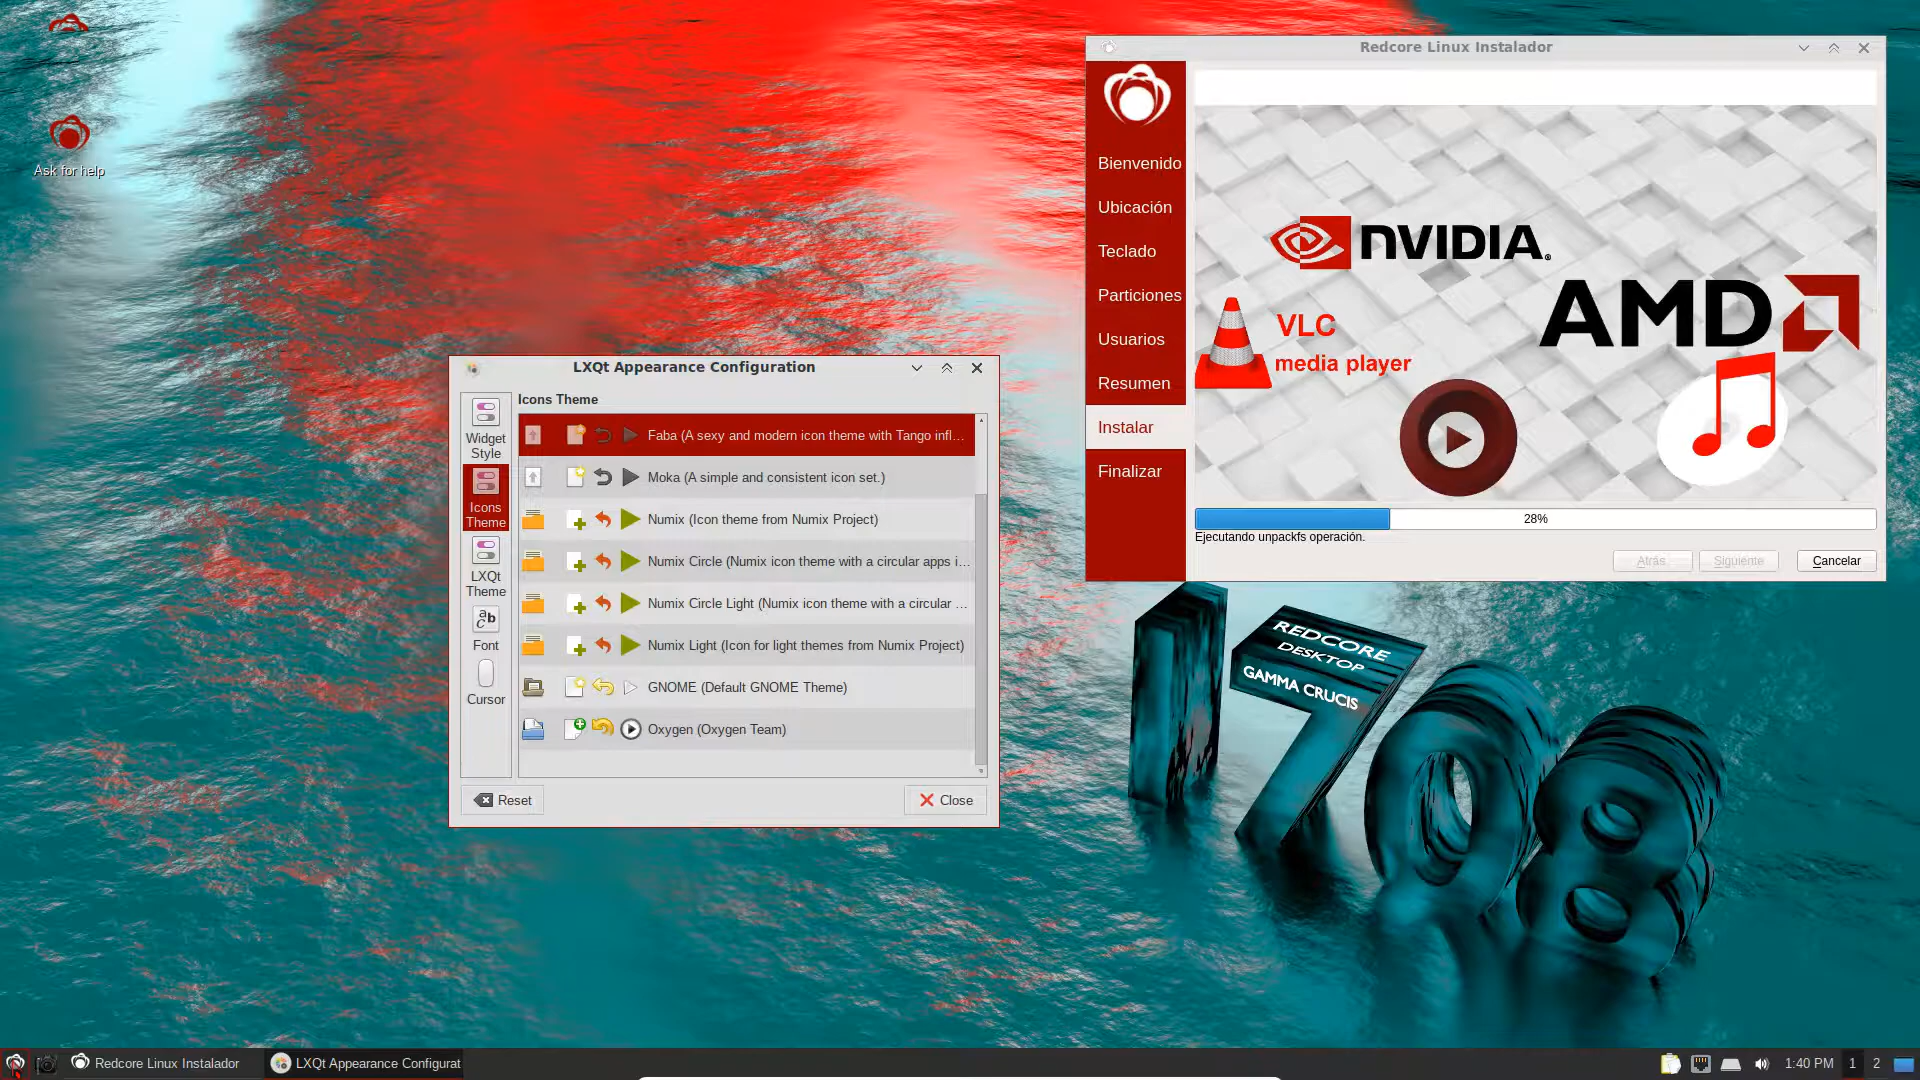 Ask for help
Redcore Linux Instalador
Bienvenido
Ubicación
Teclado
Particiones
Usuarios
Resumen
Instalar
Finalizar
NVIDIA®
AMD
VLC
media player
28%
Ejecutando unpackfs operación.
Atrás
Siguiente
Cancelar
LXQt Appearance Configuration
Icons Theme
Widget
Style
Icons
Theme
LXQt
Theme
Font
Cursor
Faba (A sexy and modern icon theme with Tango infl...
Moka (A simple and consistent icon set.)
Numix (Icon theme from Numix Project)
Numix Circle (Numix icon theme with a circular apps i...
Numix Circle Light (Numix icon theme with a circular ...
Numix Light (Icon for light themes from Numix Project)
GNOME (Default GNOME Theme)
Oxygen (Oxygen Team)
Reset
Close
REDCORE
DESKTOP
GAMMA CRUCIS
1708
Redcore Linux Instalador
LXQt Appearance Configurat
1:40 PM
1
2